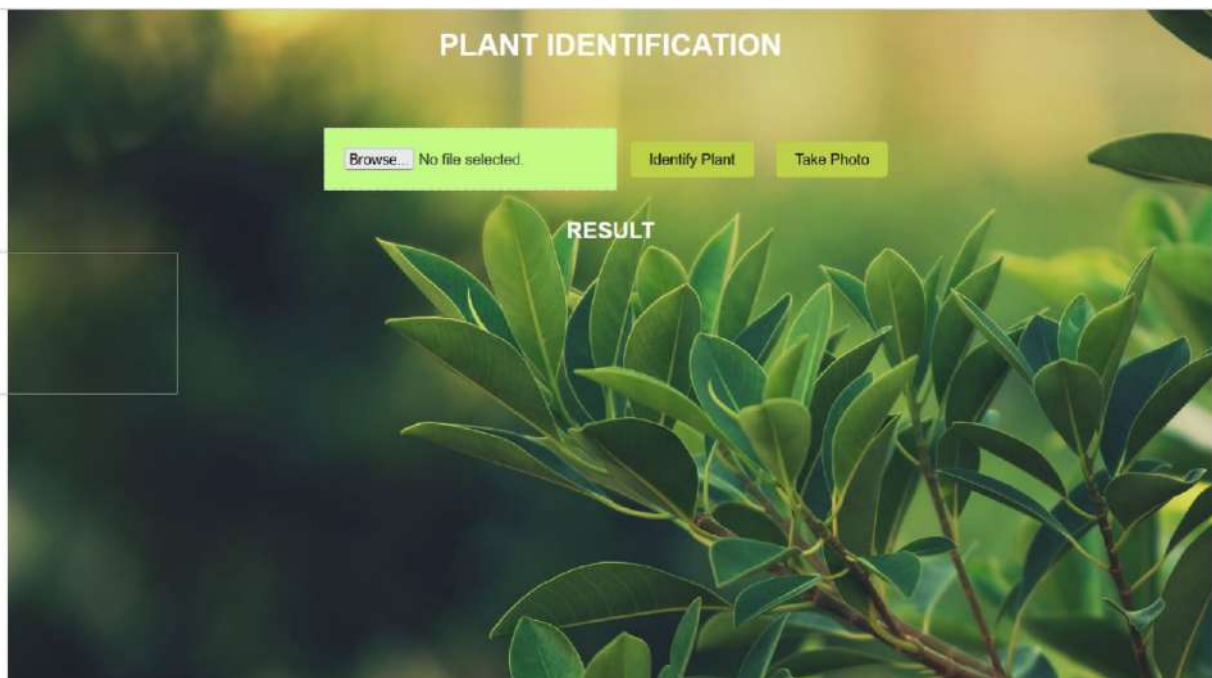 PLANT IDENTIFICATION
Browse... No file selected. Identify Plant Take Photo
RESULT